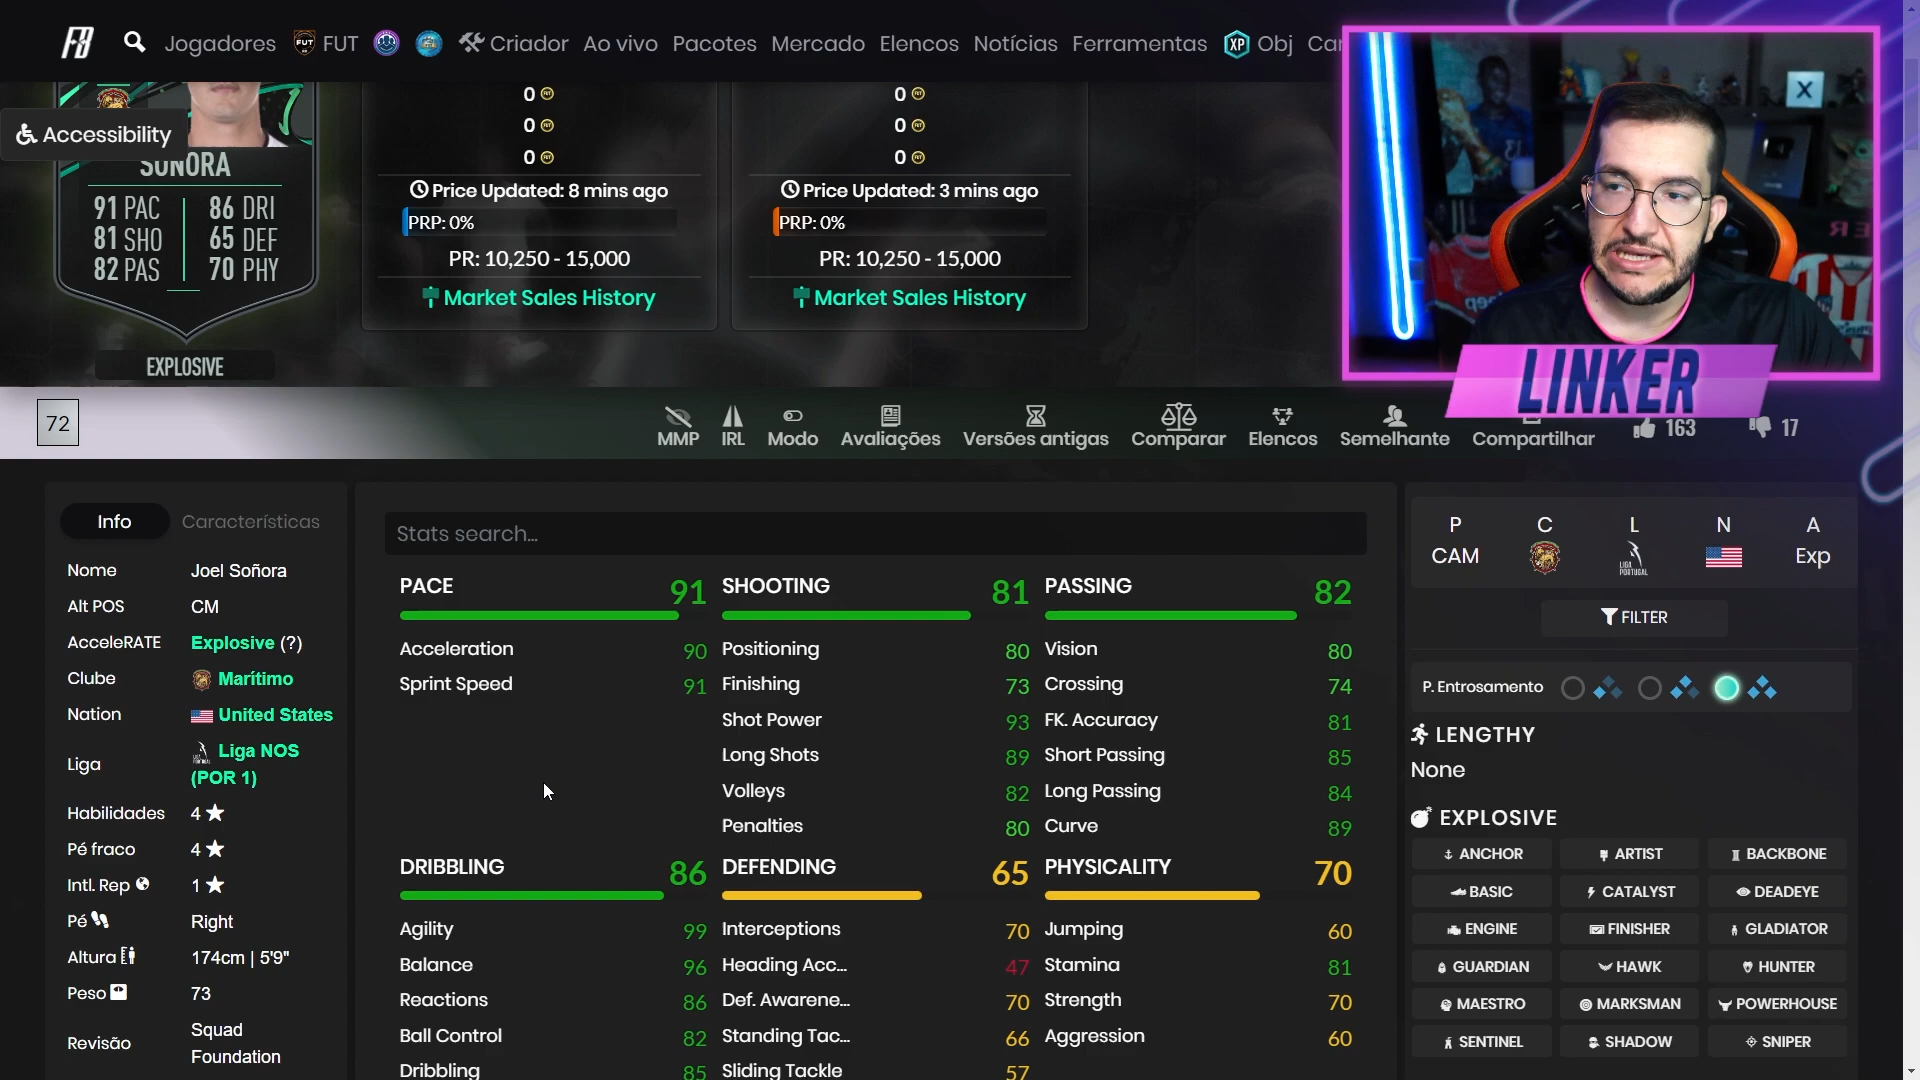 Jogadores FUT Criador Ao vivo Pacotes Mercado Elencos Notícias Ferramentas XP Obj
Accessibility
SOÑORA
91 PAC 86 DRI
81 SHO 65 DEF
82 PAS 70 PHY
EXPLOSIVE
0
0
0
Price Updated: 8 mins ago
PRP: 0%
PR: 10,250 - 15,000
Market Sales History
0
0
0
Price Updated: 3 mins ago
PRP: 0%
PR: 10,250 - 15,000
Market Sales History
X
LINKER
72
MMP IRL Modo Avaliações Versões antigas Comparar Elencos Semelhante Compartilhar 163 17
Info Características
Nome Joel Soñora
Alt POS CM
AcceleRATE Explosive (?)
Clube Marítimo
Nation United States
Liga Liga NOS
(POR 1)
Habilidades 4
Pé fraco 4
Intl. Rep 1
Pé Right
Altura 174cm | 5'9"
Peso 73
Revisão Squad
Foundation
Stats search...
PACE 91
Acceleration 90
Sprint Speed 91
SHOOTING 81
Positioning 80
Finishing 73
Shot Power 93
Long Shots 89
Volleys 82
Penalties 80
PASSING 82
Vision 80
Crossing 74
FK. Accuracy 81
Short Passing 85
Long Passing 84
Curve 89
DRIBBLING 86
Agility 99
Balance 96
Reactions 86
Ball Control 82
Dribbling 85
DEFENDING 65
Interceptions 70
Heading Acc... 47
Def. Awarene... 70
Standing Tac... 66
Sliding Tackle 57
PHYSICALITY 70
Jumping 60
Stamina 81
Strength 70
Aggression 60
P C L N A
CAM LIGA PORTUGAL Exp
FILTER
P. Entrosamento
LENGTHY
None
EXPLOSIVE
ANCHOR ARTIST BACKBONE
BASIC CATALYST DEADEYE
ENGINE FINISHER GLADIATOR
GUARDIAN HAWK HUNTER
MAESTRO MARKSMAN POWERHOUSE
SENTINEL SHADOW SNIPER